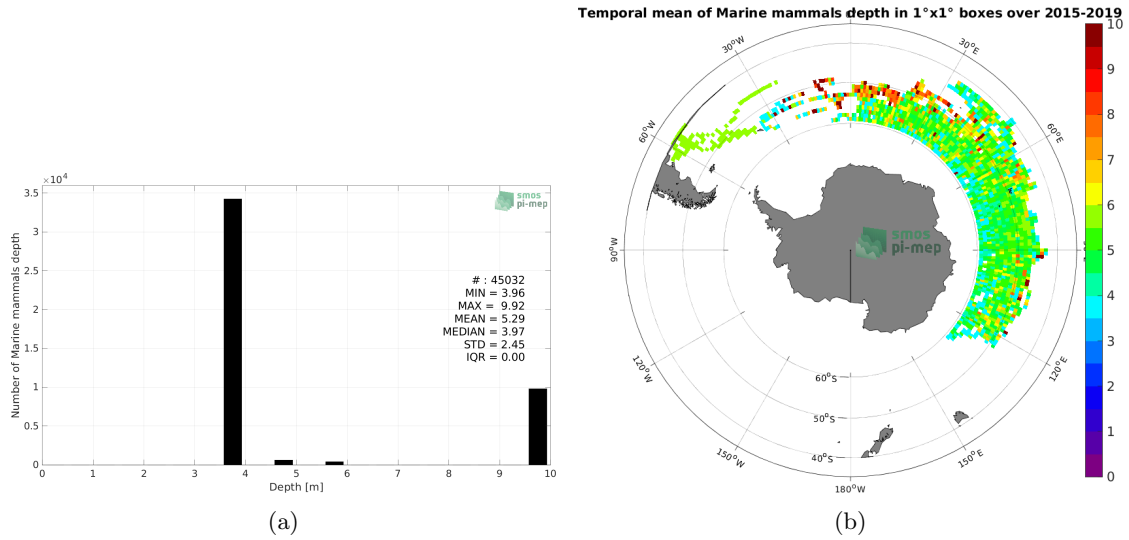 Temporal mean of Marine mammals depth in 1°x1° boxes over 2015-2019
×10⁴
3.5
3
2.5
2
1.5
1
0.5
0
Number of Marine mammals depth
smos
pi-mep
# : 45032
MIN = 3.96
MAX = 9.92
MEAN = 5.29
MEDIAN = 3.97
STD = 2.45
IQR = 0.00
0 1 2 3 4 5 6 7 8 9 10
Depth [m]
(a)
30°W
30°E
60°W
60°E
90°W
smos
pi-mep
120°W
120°E
60°S
50°S
40°S
150°W
150°E
180°W
10
9
8
7
6
5
4
3
2
1
0
(b)